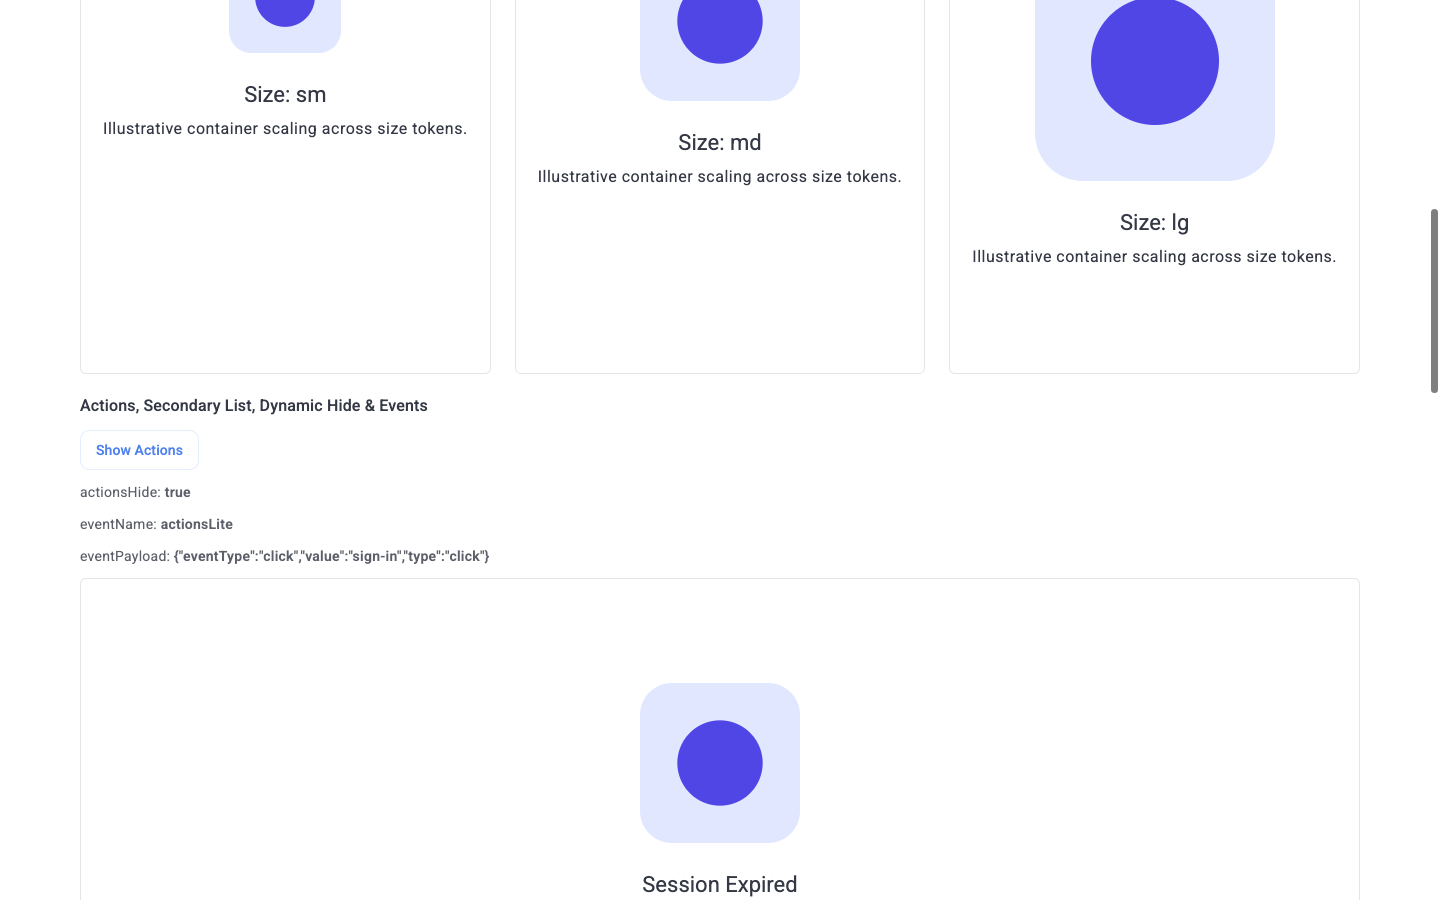 Size: sm
Illustrative container scaling across size tokens.
Size: md
Illustrative container scaling across size tokens.
Size: lg
Illustrative container scaling across size tokens.
Actions, Secondary List, Dynamic Hide & Events
Show Actions
actionsHide: true
eventName: actionsLite
eventPayload: {"eventType":"click","value":"sign-in","type":"click"}
Session Expired